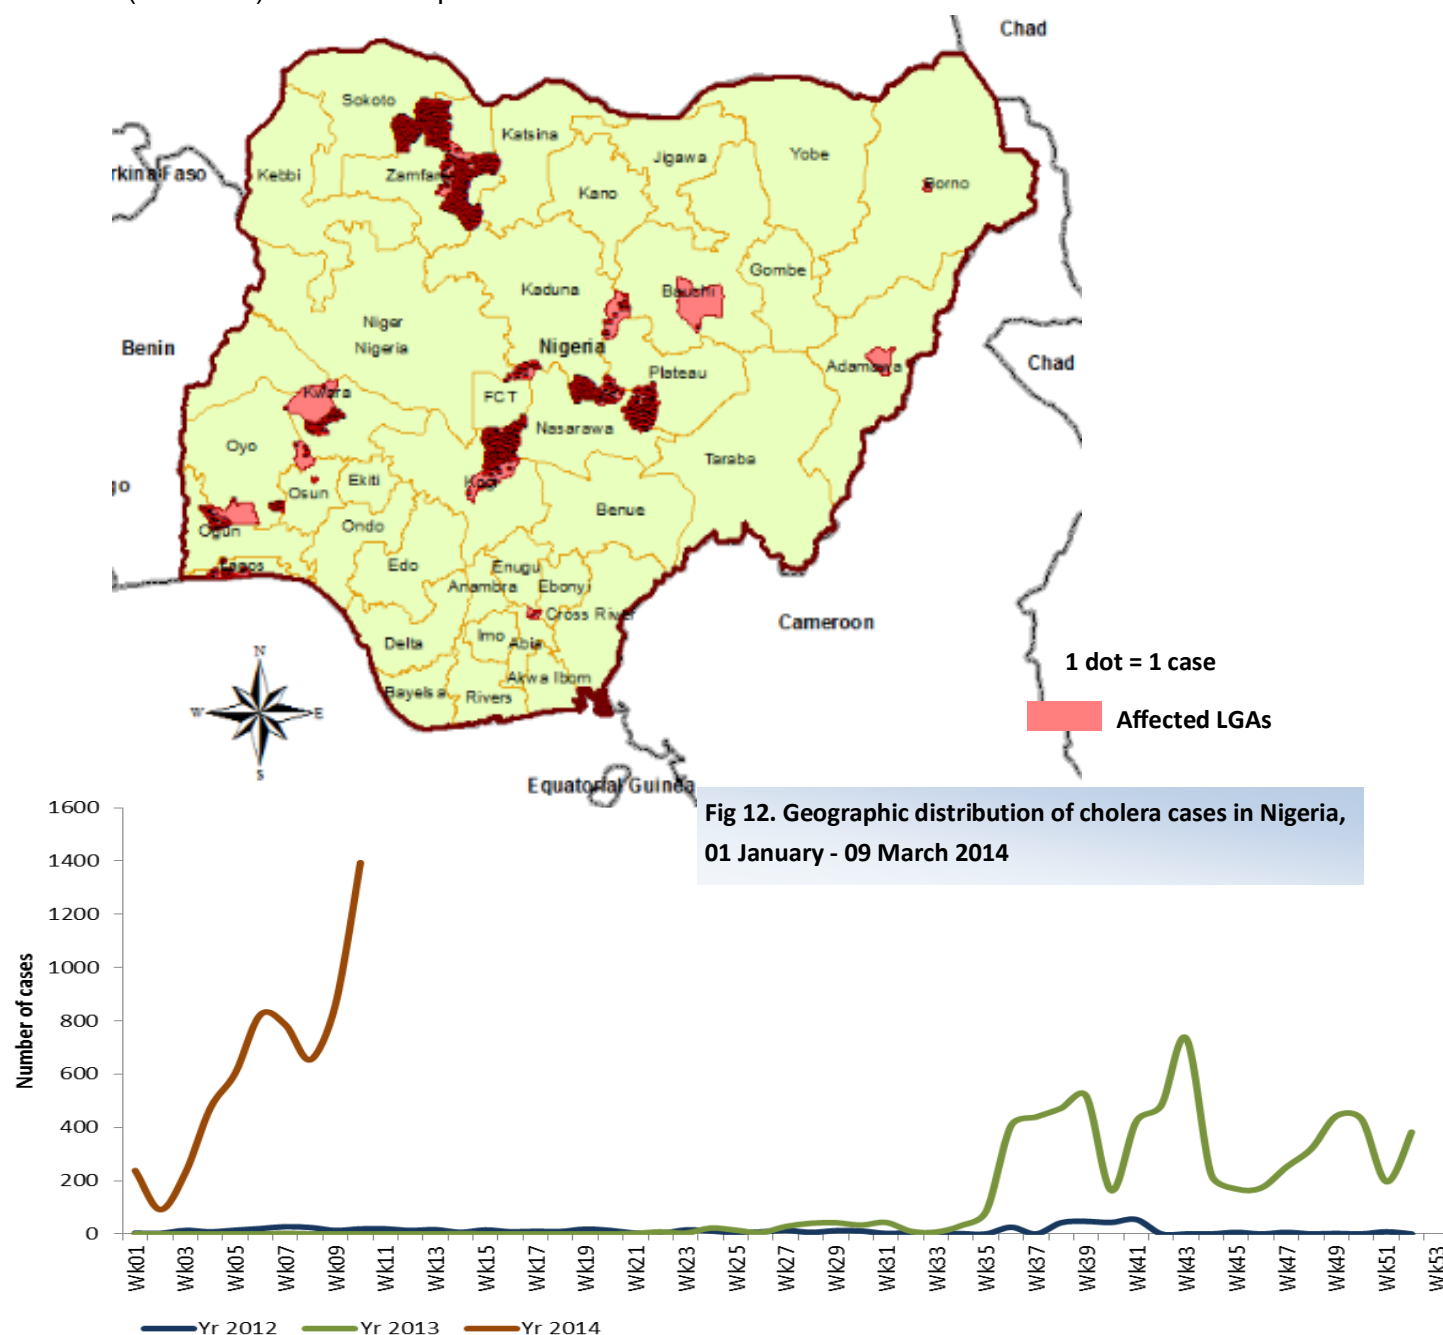 Chad
Sokoto
Katsina
Jigawa
Yobe
rkina Faso
Kebbi
Zamfara
Kano
Borno
Gombe
Kaduna
Bauchi
Niger
Nigeria
Nigeria
Benin
Chad
Plateau
Adamawa
Kwara
FCT
Nasarawa
Oyo
Taraba
Ekiti
Kogi
go
Osun
Benue
Ondo
Ogun
Lagos
Edo
Enugu
Anambra
Ebonyi
Cross River
Cameroon
Delta
Imo
Abia
N
1 dot = 1 case
Akwa Ibom
Bayelsa
Rivers
W
E
Affected LGAs
S
Equatorial Guinea
Fig 12. Geographic distribution of cholera cases in Nigeria,
01 January - 09 March 2014
1600
1400
1200
1000
800
600
400
200
0
Number of cases
Wk01
Wk03
Wk05
Wk07
Wk09
Wk11
Wk13
Wk15
Wk17
Wk19
Wk21
Wk23
Wk25
Wk27
Wk29
Wk31
Wk33
Wk35
Wk37
Wk39
Wk41
Wk43
Wk45
Wk47
Wk49
Wk51
Wk53
Yr 2012
Yr 2013
Yr 2014